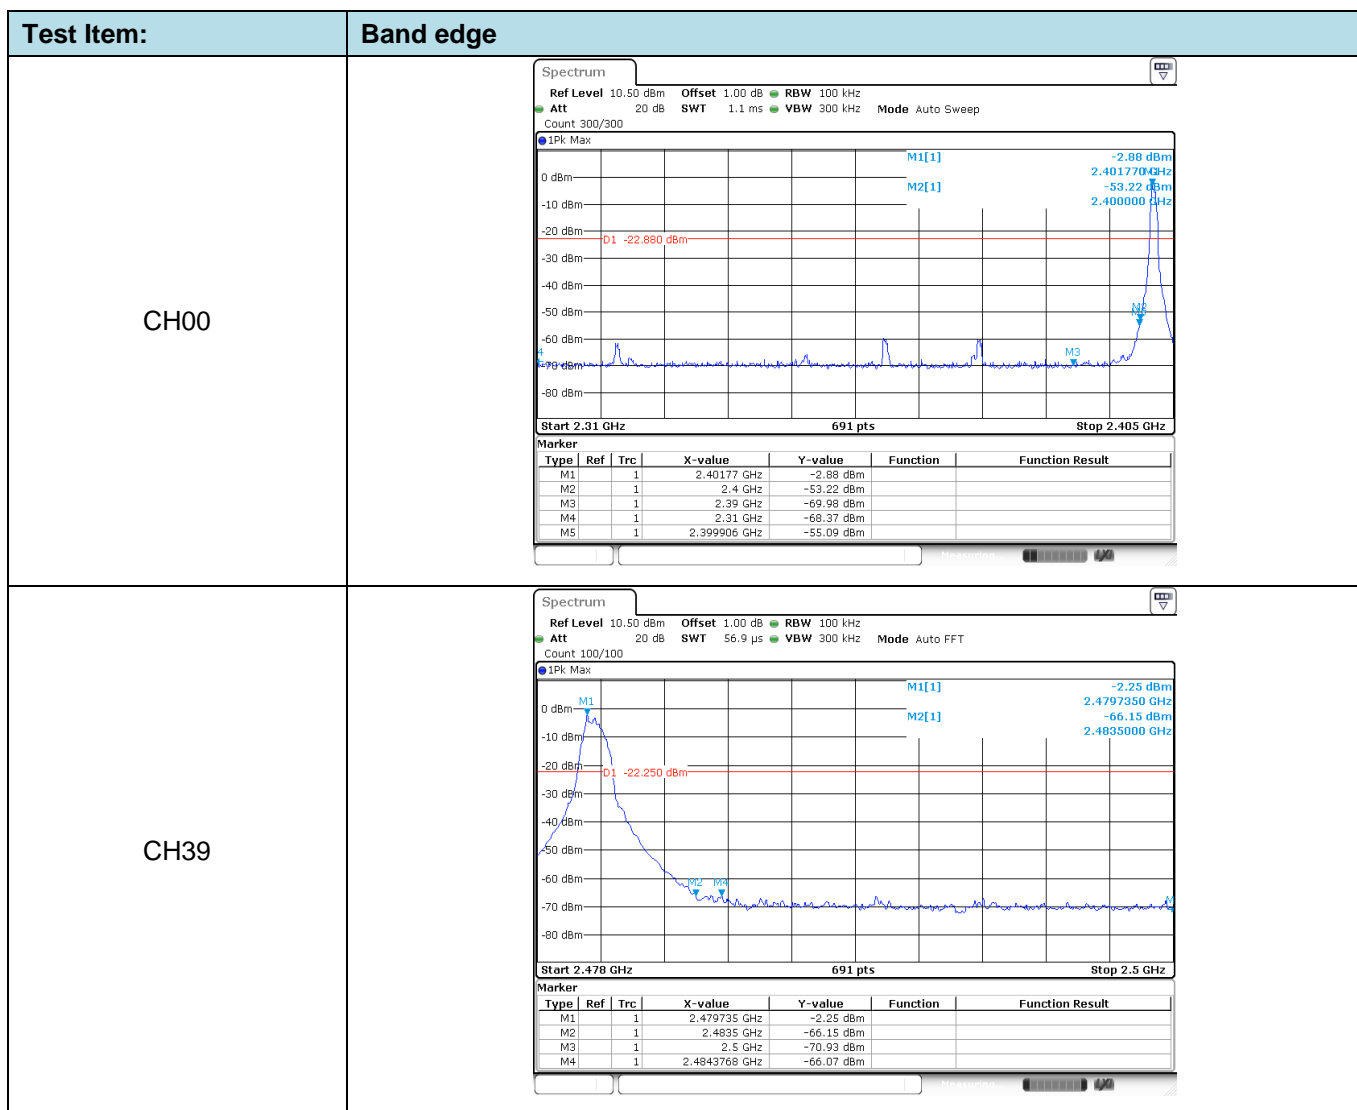 Test Item: Band edge
CH00
Spectrum
Ref Level 10.50 dBm Offset 1.00 dB RBW 100 kHz
Att 20 dB SWT 1.1 ms VBW 300 kHz Mode Auto Sweep
Count 300/300
1Pk Max
M1[1] -2.88 dBm
2.401770 GHz
M1
0 dBm
M2[1] -53.22 dBm
2.400000 GHz
-10 dBm
-20 dBm
D1 -22.880 dBm
-30 dBm
-40 dBm
-50 dBm
M2
-60 dBm
M3
4
-70 dBm
-80 dBm
Start 2.31 GHz 691 pts Stop 2.405 GHz
Marker
Type Ref Trc X-value Y-value Function Function Result
M1 1 2.40177 GHz -2.88 dBm
M2 1 2.4 GHz -53.22 dBm
M3 1 2.39 GHz -69.98 dBm
M4 1 2.31 GHz -68.37 dBm
M5 1 2.399906 GHz -55.09 dBm
Measuring...
CH39
Spectrum
Ref Level 10.50 dBm Offset 1.00 dB RBW 100 kHz
Att 20 dB SWT 56.9 µs VBW 300 kHz Mode Auto FFT
Count 100/100
1Pk Max
M1[1] -2.25 dBm
2.4797350 GHz
M1
0 dBm
M2[1] -66.15 dBm
2.4835000 GHz
-10 dBm
-20 dBm
D1 -22.250 dBm
-30 dBm
-40 dBm
-50 dBm
-60 dBm
M2 M4
-70 dBm
-80 dBm
Start 2.478 GHz 691 pts Stop 2.5 GHz
Marker
Type Ref Trc X-value Y-value Function Function Result
M1 1 2.479735 GHz -2.25 dBm
M2 1 2.4835 GHz -66.15 dBm
M3 1 2.5 GHz -70.93 dBm
M4 1 2.4843768 GHz -66.07 dBm
Measuring...